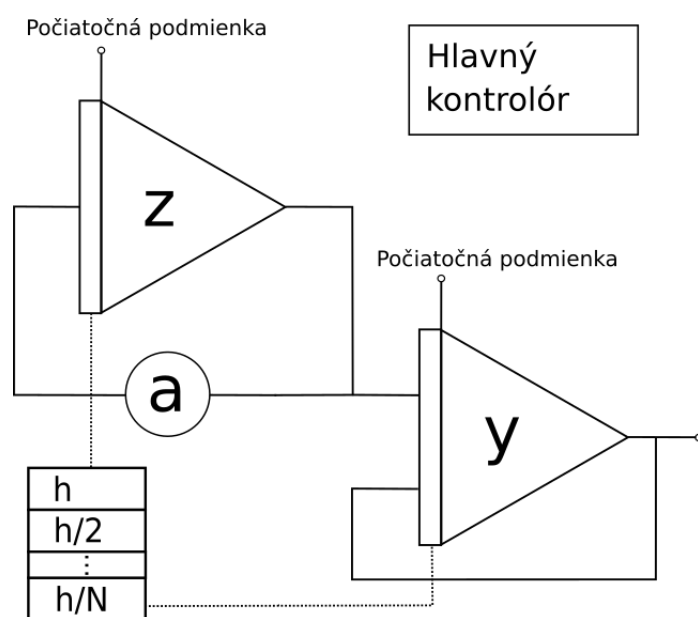 Počiatočná podmienka
Hlavný
kontrolór
z
Počiatočná podmienka
a
y
h
h/2
⋮
h/N